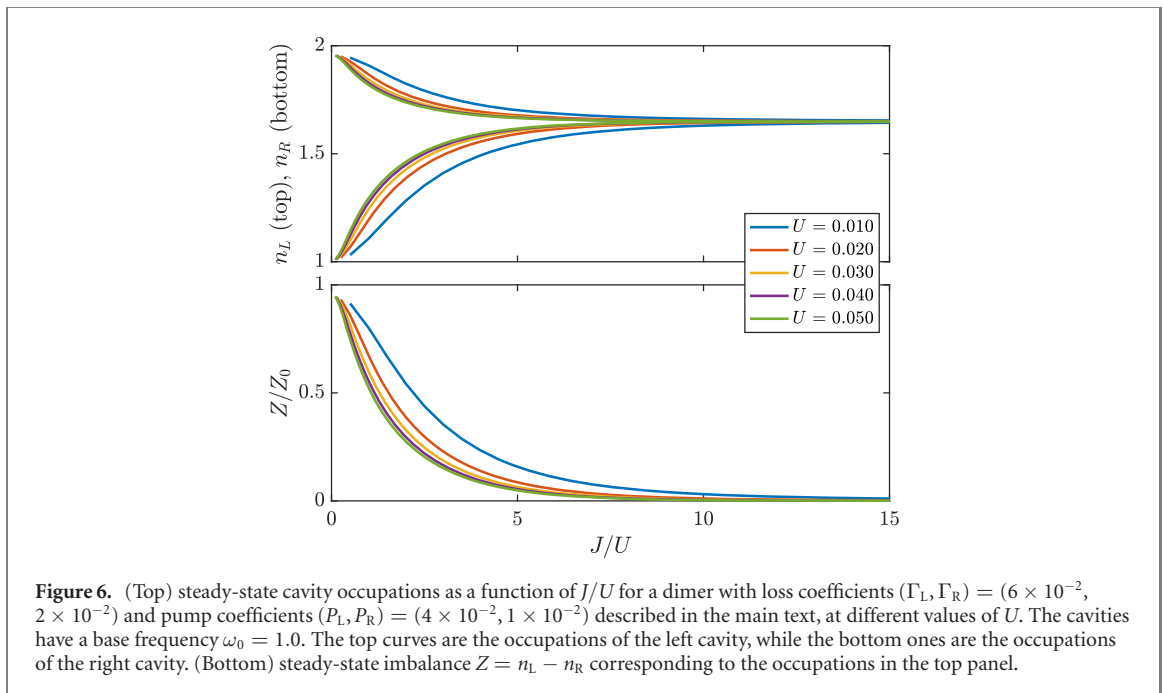 2
1.5
1
n_L (top), n_R (bottom)
U = 0.010
U = 0.020
U = 0.030
U = 0.040
U = 0.050
1
0.5
0
Z/Z_0
0 5 10 15
J/U
Figure 6. (Top) steady-state cavity occupations as a function of J/U for a dimer with loss coefficients (Γ_L, Γ_R) = (6 × 10^−2,
2 × 10^−2) and pump coefficients (P_L, P_R) = (4 × 10^−2, 1 × 10^−2) described in the main text, at different values of U. The cavities
have a base frequency ω_0 = 1.0. The top curves are the occupations of the left cavity, while the bottom ones are the occupations
of the right cavity. (Bottom) steady-state imbalance Z = n_L − n_R corresponding to the occupations in the top panel.